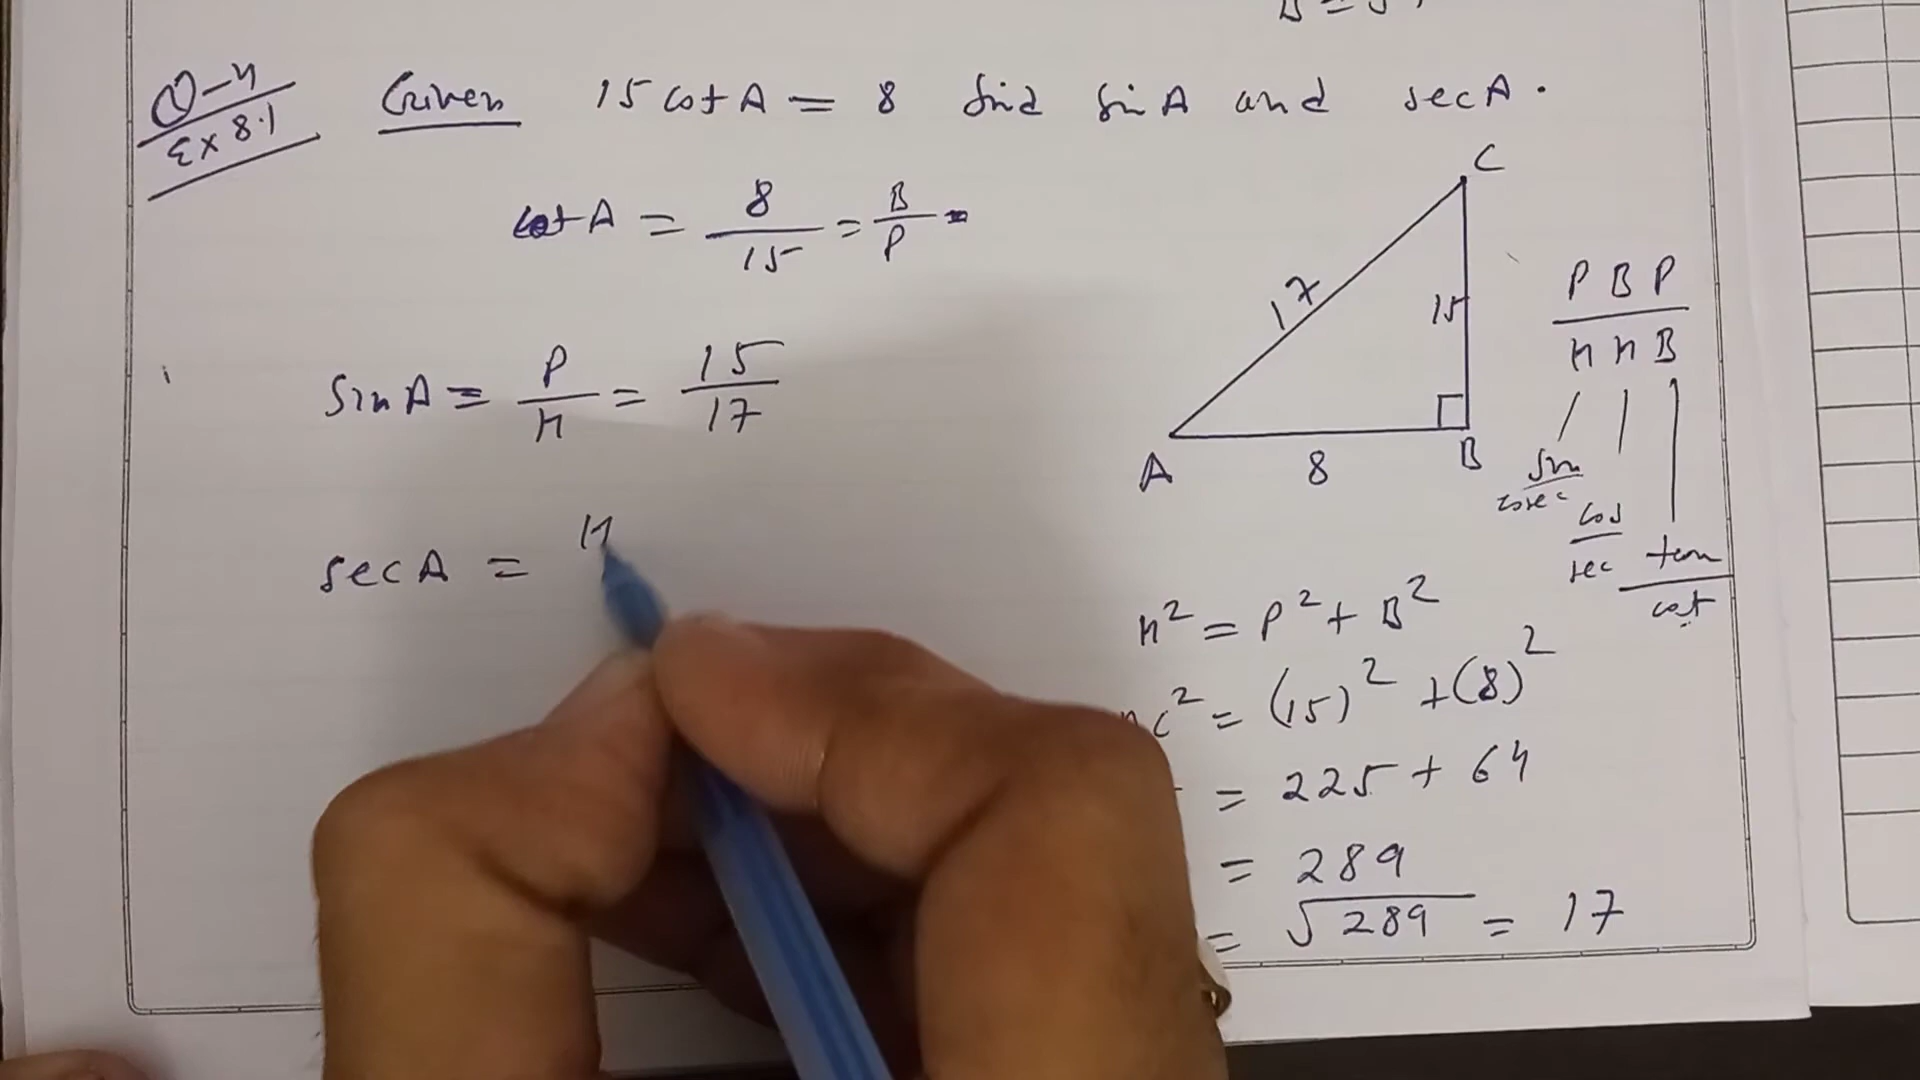 Q-4
Ex 8.1
Given 15 cot A = 8 find sin A and sec A.
cot A = 8/15 = B/P =
sin A = P/H = 15/17
sec A = H
C
17
15
A
8
B
P B P
H H B
sin
cosec
cos
sec
tan
cot
H² = P² + B²
C² = (15)² + (8)²
= 225 + 64
= 289
= √289 = 17